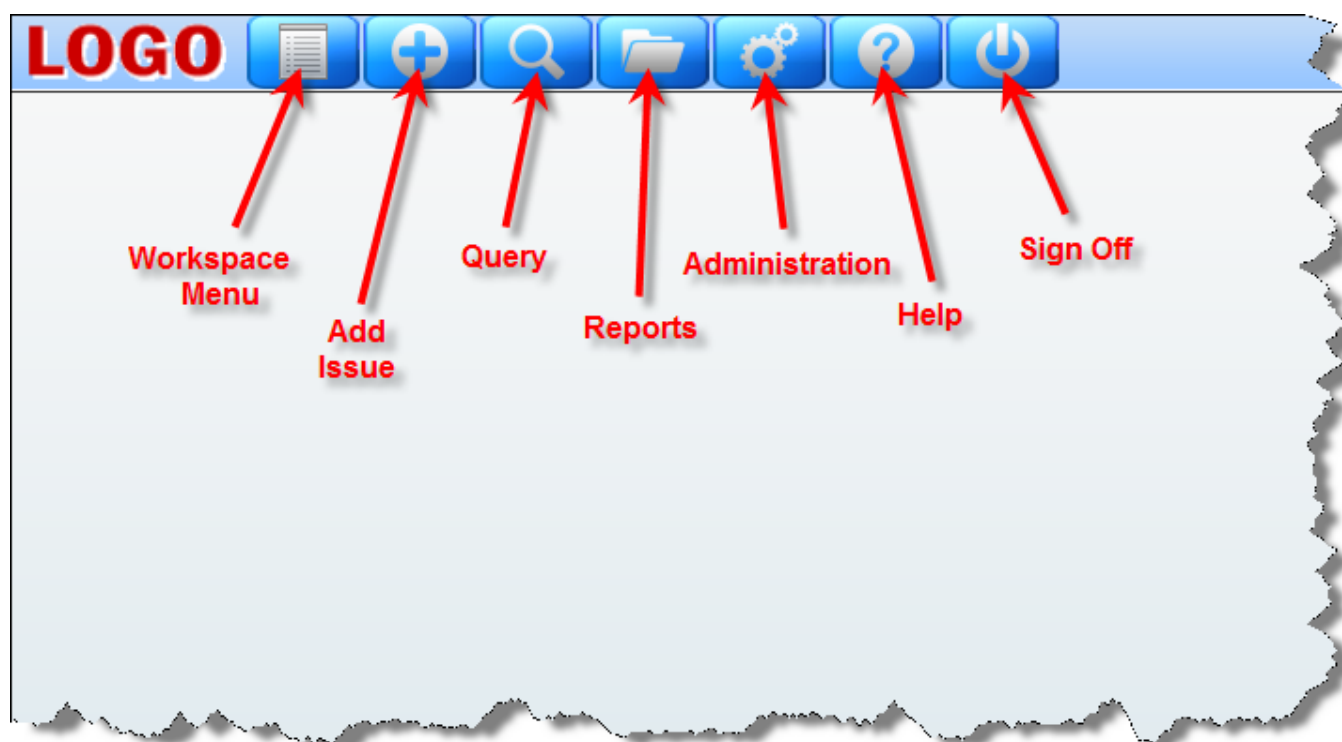 LOGO
Workspace
Menu
Add
Issue
Query
Reports
Administration
Help
Sign Off